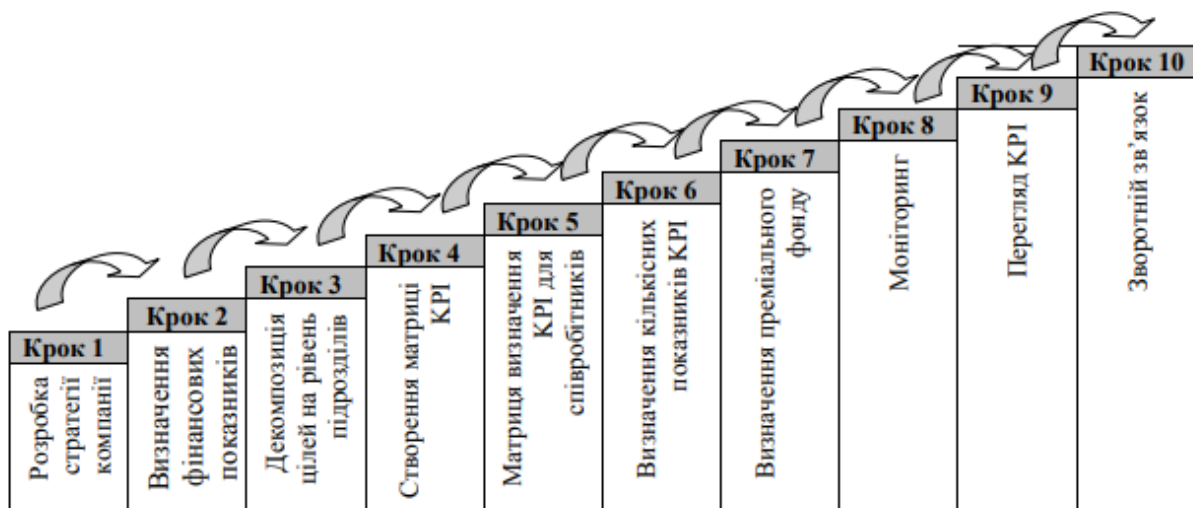 Крок 1
Розробка
стратегії
компанії
Крок 2
Визначення
фінансових
показників
Крок 3
Декомпозиція
цілей на рівень
підрозділів
Крок 4
Створення матриці
KPI
Крок 5
Матриця визначення
KPI для
співробітників
Крок 6
Визначення кількісних
показників KPI
Крок 7
Визначення преміального
фонду
Крок 8
Моніторинг
Крок 9
Перегляд KPI
Крок 10
Зворотній зв’язок